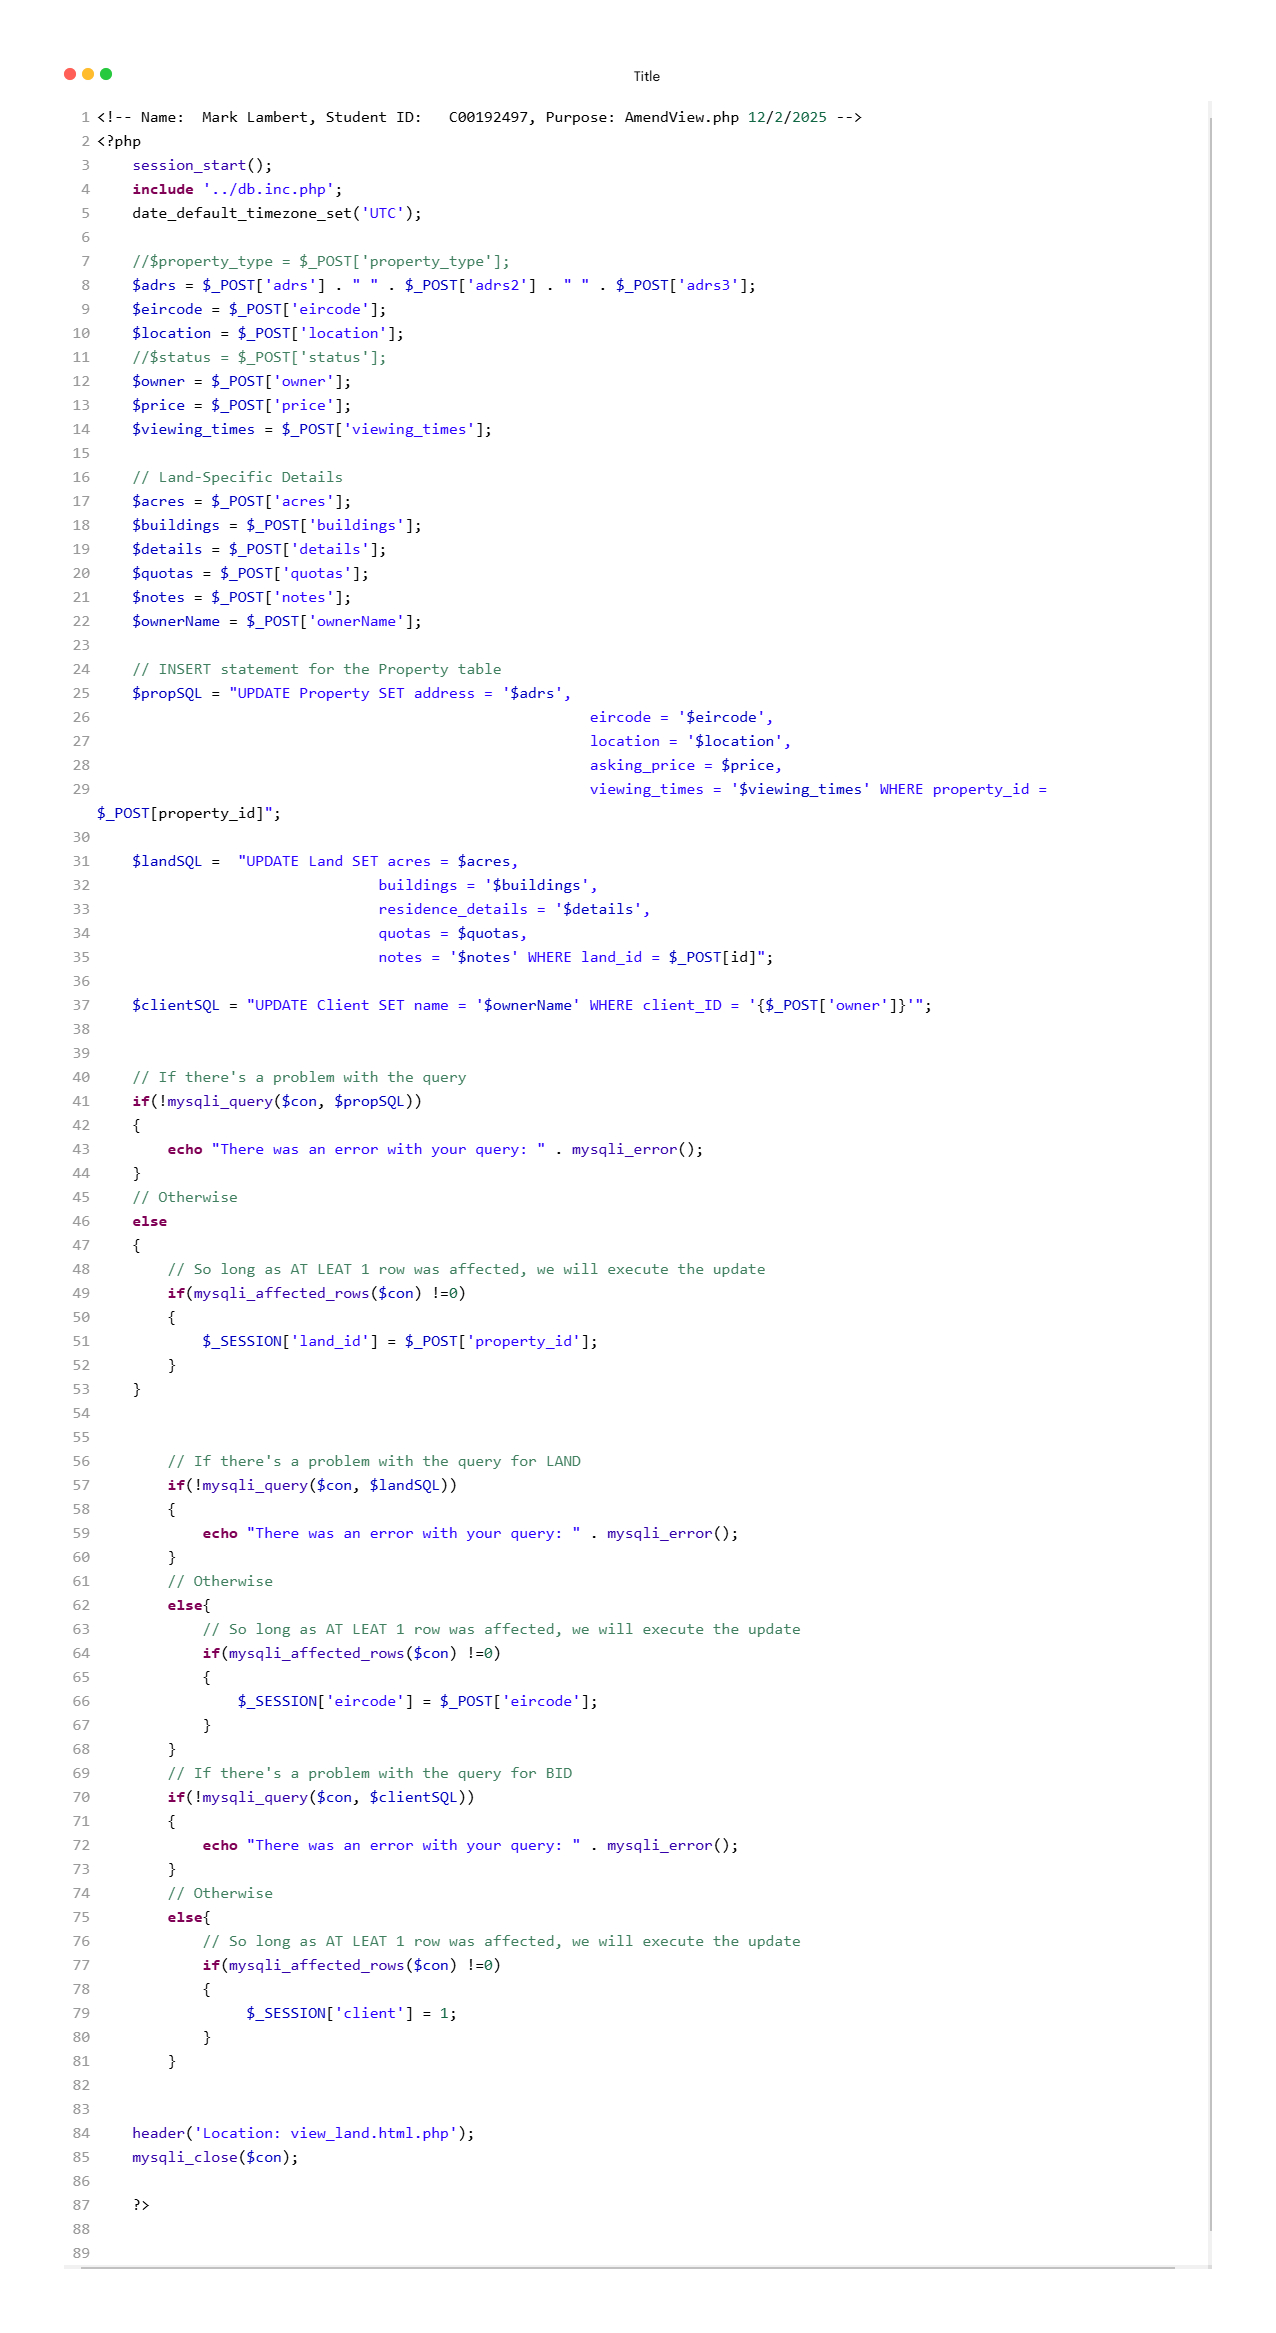 Title
1 <!-- Name:  Mark Lambert, Student ID:   C00192497, Purpose: AmendView.php 12/2/2025 -->
2 <?php
3     session_start();
4     include '../db.inc.php';
5     date_default_timezone_set('UTC');
6
7     //$property_type = $_POST['property_type'];
8     $adrs = $_POST['adrs'] . " " . $_POST['adrs2'] . " " . $_POST['adrs3'];
9     $eircode = $_POST['eircode'];
10     $location = $_POST['location'];
11     //$status = $_POST['status'];
12     $owner = $_POST['owner'];
13     $price = $_POST['price'];
14     $viewing_times = $_POST['viewing_times'];
15
16     // Land-Specific Details
17     $acres = $_POST['acres'];
18     $buildings = $_POST['buildings'];
19     $details = $_POST['details'];
20     $quotas = $_POST['quotas'];
21     $notes = $_POST['notes'];
22     $ownerName = $_POST['ownerName'];
23
24     // INSERT statement for the Property table
25     $propSQL = "UPDATE Property SET address = '$adrs',
26                                                         eircode = '$eircode',
27                                                         location = '$location',
28                                                         asking_price = $price,
29                                                         viewing_times = '$viewing_times' WHERE property_id =
$_POST[property_id]";
30
31     $landSQL =  "UPDATE Land SET acres = $acres,
32                                 buildings = '$buildings',
33                                 residence_details = '$details',
34                                 quotas = $quotas,
35                                 notes = '$notes' WHERE land_id = $_POST[id]";
36
37     $clientSQL = "UPDATE Client SET name = '$ownerName' WHERE client_ID = '{$_POST['owner']}'";
38
39
40     // If there's a problem with the query
41     if(!mysqli_query($con, $propSQL))
42     {
43         echo "There was an error with your query: " . mysqli_error();
44     }
45     // Otherwise
46     else
47     {
48         // So long as AT LEAT 1 row was affected, we will execute the update
49         if(mysqli_affected_rows($con) !=0)
50         {
51             $_SESSION['land_id'] = $_POST['property_id'];
52         }
53     }
54
55
56         // If there's a problem with the query for LAND
57         if(!mysqli_query($con, $landSQL))
58         {
59             echo "There was an error with your query: " . mysqli_error();
60         }
61         // Otherwise
62         else{
63             // So long as AT LEAT 1 row was affected, we will execute the update
64             if(mysqli_affected_rows($con) !=0)
65             {
66                 $_SESSION['eircode'] = $_POST['eircode'];
67             }
68         }
69         // If there's a problem with the query for BID
70         if(!mysqli_query($con, $clientSQL))
71         {
72             echo "There was an error with your query: " . mysqli_error();
73         }
74         // Otherwise
75         else{
76             // So long as AT LEAT 1 row was affected, we will execute the update
77             if(mysqli_affected_rows($con) !=0)
78             {
79                  $_SESSION['client'] = 1;
80             }
81         }
82
83
84     header('Location: view_land.html.php');
85     mysqli_close($con);
86
87     ?>
88
89